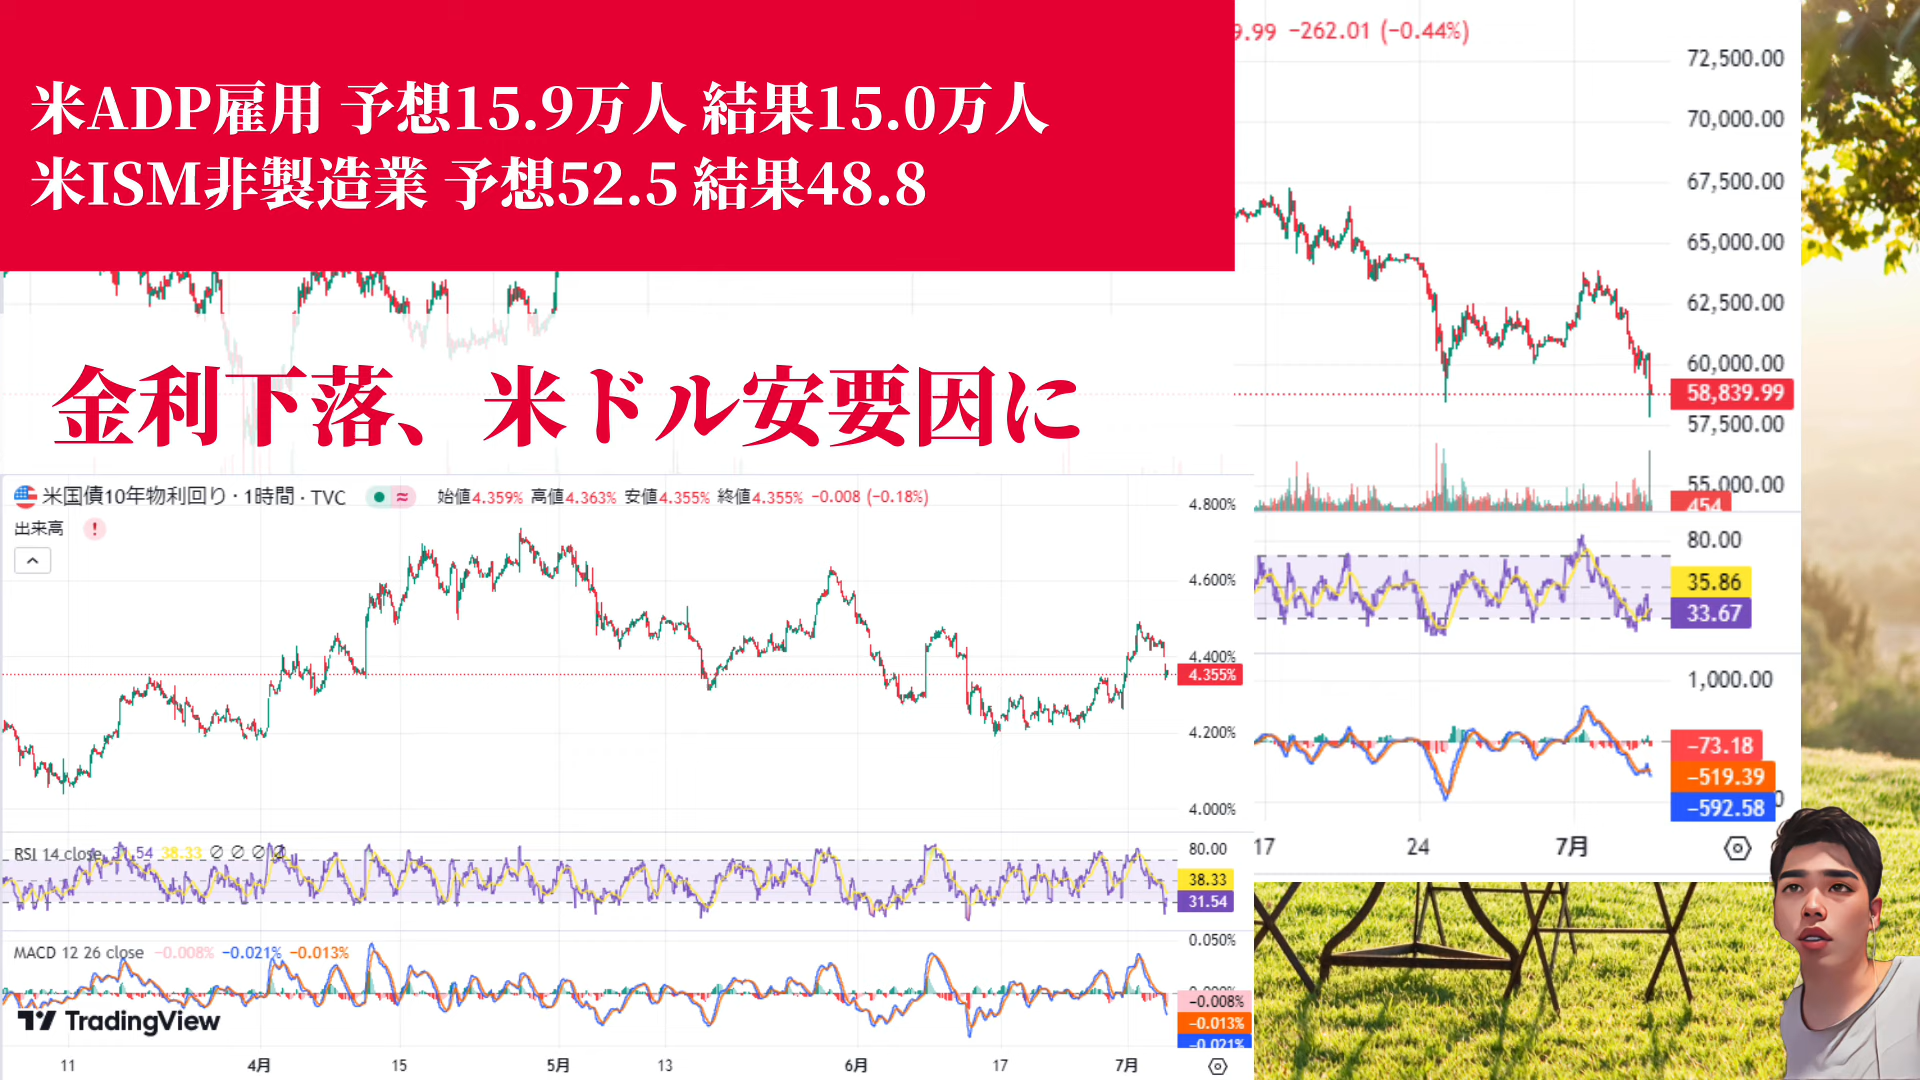 米ADP雇用 予想15.9万人 結果15.0万人
米ISM非製造業 予想52.5 結果48.8
金利下落、米ドル安要因に
9.99 −262.01 (−0.44%)
72,500.00
70,000.00
67,500.00
65,000.00
62,500.00
60,000.00
58,839.99
57,500.00
55,000.00
454
80.00
35.86
33.67
1,000.00
−73.18
−519.39
−592.58
17 24 7月
米国債10年物利回り · 1時間 · TVC 始値4.359% 高値4.363% 安値4.355% 終値4.355% −0.008 (−0.18%)
出来高
4.800%
4.600%
4.400%
4.355%
4.200%
4.000%
RSI 14 close 31.54 38.33 ∅ ∅ ∅ ∅
80.00
38.33
31.54
MACD 12 26 close −0.008% −0.021% −0.013%
0.050%
0.000%
−0.008%
−0.013%
−0.021%
TradingView
11 4月 15 5月 13 6月 17 7月